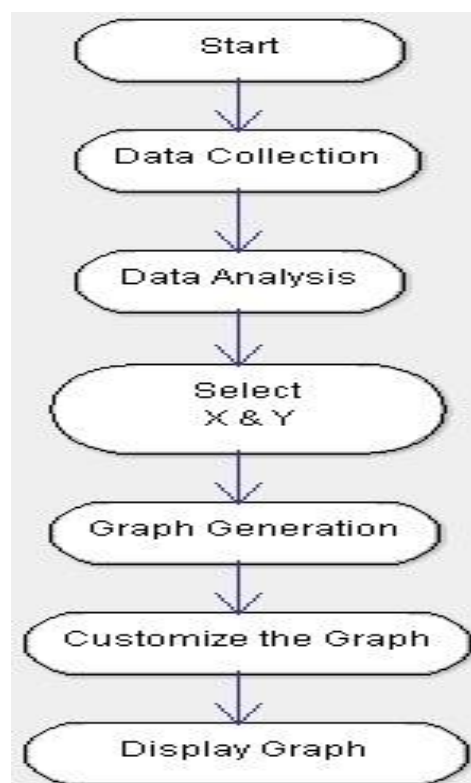 Start
Data Collection
Data Analysis
Select
X & Y
Graph Generation
Customize the Graph
Display Graph